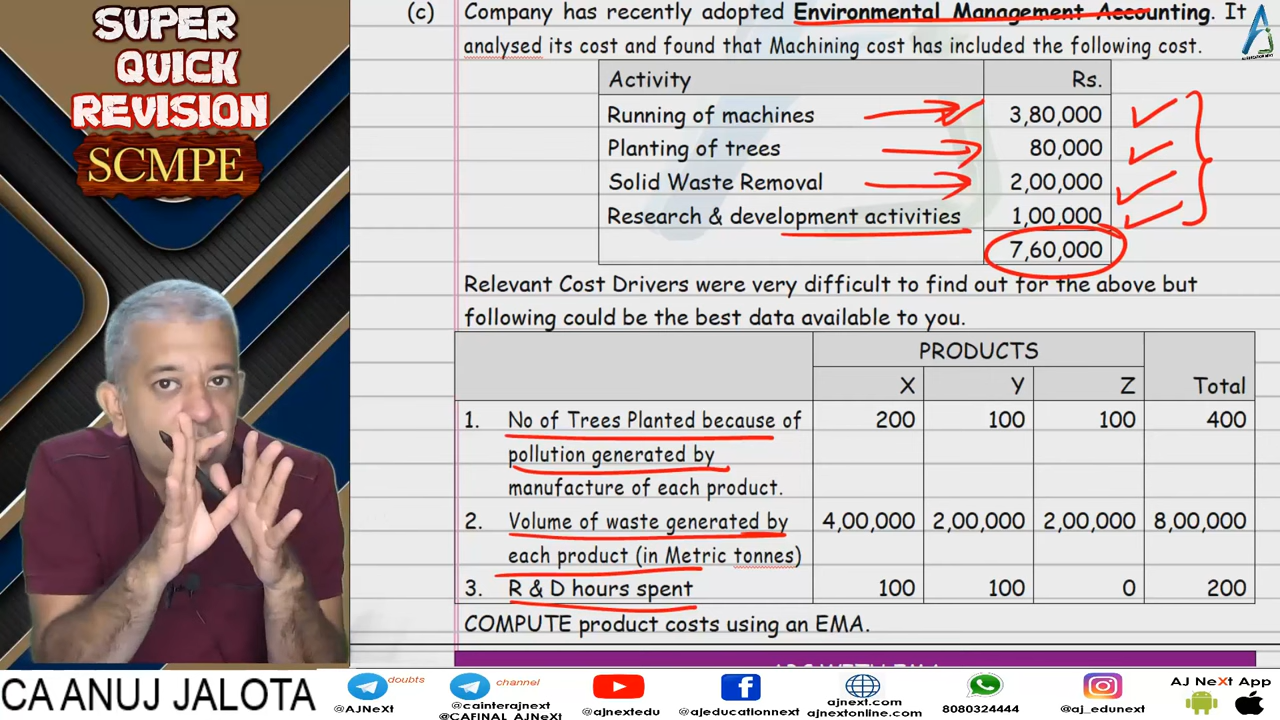 SUPER
QUICK
REVISION
SCMPE
(c) Company has recently adopted Environmental Management Accounting. It
analysed its cost and found that Machining cost has included the following cost.
Activity Rs.
Running of machines 3,80,000
Planting of trees 80,000
Solid Waste Removal 2,00,000
Research & development activities 1,00,000
7,60,000
Relevant Cost Drivers were very difficult to find out for the above but
following could be the best data available to you.
PRODUCTS
X Y Z Total
1. No of Trees Planted because of 200 100 100 400
pollution generated by
manufacture of each product.
2. Volume of waste generated by 4,00,000 2,00,000 2,00,000 8,00,000
each product (in Metric tonnes)
3. R & D hours spent 100 100 0 200
COMPUTE product costs using an EMA.
CA ANUJ JALOTA
doubts
@AJNeXt
channel
@cainterajnext
@CAFINAL_AJNeXt
@ajnextedu
@ajeducationnext
ajnext.com
ajnextonline.com
8080324444
@aj_edunext
AJ NeXt App